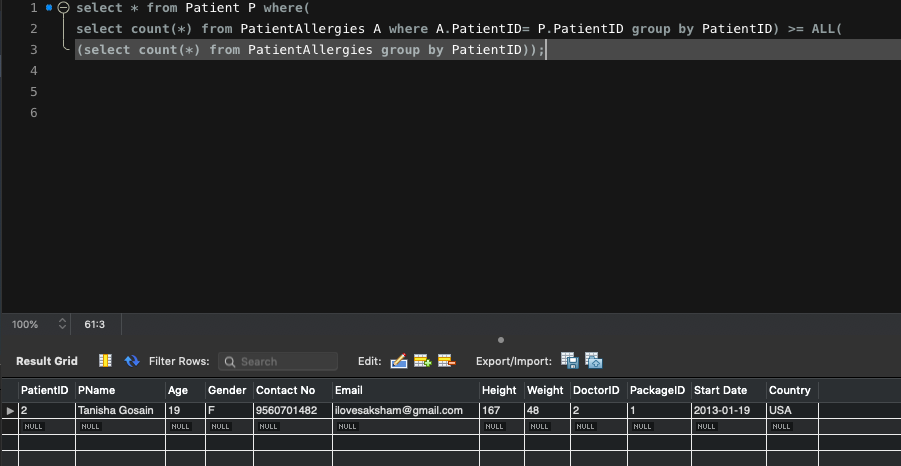 1 select * from Patient P where(
2 select count(*) from PatientAllergies A where A.PatientID= P.PatientID group by PatientID) >= ALL(
3 (select count(*) from PatientAllergies group by PatientID));
4
5
6
100% 61:3
Result Grid Filter Rows: Search Edit: Export/Import:
PatientID PName Age Gender Contact No Email Height Weight DoctorID PackageID Start Date Country
2 Tanisha Gosain 19 F 9560701482 ilovesaksham@gmail.com 167 48 2 1 2013-01-19 USA
NULL NULL NULL NULL NULL NULL NULL NULL NULL NULL NULL NULL